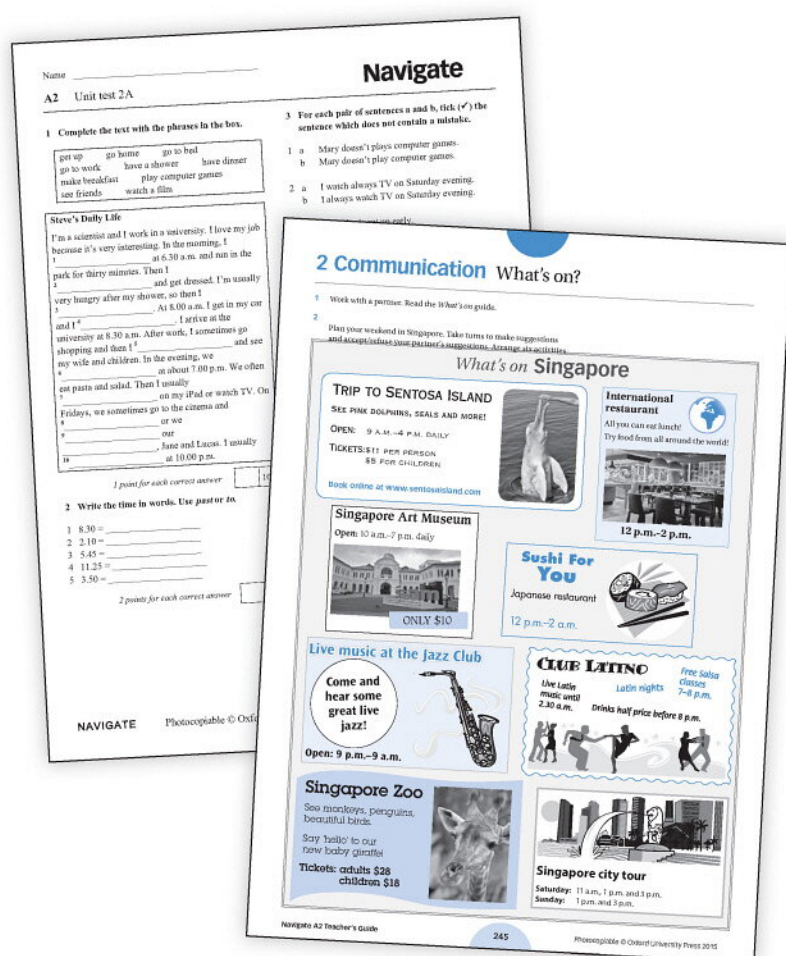 Name
Navigate
A2 Unit test 2A
1 Complete the text with the phrases in the box.
get up go home go to bed
go to work have a shower have dinner
make breakfast play computer games
see friends watch a film
Steve's Daily Life
I'm a scientist and I work in a university. I love my job
because it's very interesting. In the morning, I
1 at 6.30 a.m. and run in the
park for thirty minutes. Then I
2 and get dressed. I'm usually
very hungry after my shower, so then I
3 . At 8.00 a.m. I get in my car
and I 4 . I arrive at the
university at 8.30 a.m. After work, I sometimes go
shopping and then I 5 and see
my wife and children. In the evening, we
6 at about 7.00 p.m. We often
eat pasta and salad. Then I usually
7 on my iPad or watch TV. On
Fridays, we sometimes go to the cinema and
8 or we
9 our
, Jane and Lucas. I usually
10 at 10.00 p.m.
1 point for each correct answer
10
2 Write the time in words. Use past or to.
1 8.30 =
2 2.10 =
3 5.45 =
4 11.25 =
5 3.50 =
2 points for each correct answer
3 For each pair of sentences a and b, tick (✓) the
sentence which does not contain a mistake.
1 a Mary doesn't plays computer games.
b Mary doesn't play computer games.
2 a I watch always TV on Saturday evening.
b I always watch TV on Saturday evening.
early.
NAVIGATE Photocopiable ©
2 Communication What's on?
1 Work with a partner. Read the What's on guide.
2
Plan your weekend in Singapore. Take turns to make suggestions
and accept/refuse your partner's suggestions. Arrange six activities
What's on Singapore
TRIP TO SENTOSA ISLAND
SEE PINK DOLPHINS, SEALS AND MORE!
OPEN: 9 A.M.–4 P.M. DAILY
TICKETS: $11 PER PERSON
$5 FOR CHILDREN
Book online at www.sentosaisland.com
International
restaurant
All you can eat lunch!
Try food from all around the world!
12 p.m.–2 p.m.
Singapore Art Museum
Open: 10 a.m.–7 p.m. daily
ONLY $10
Sushi For
You
Japanese restaurant
12 p.m.–2 a.m.
Live music at the Jazz Club
Come and
hear some
great live
jazz!
Open: 9 p.m.–9 a.m.
CLUB LATINO
Live Latin
music until
2.30 a.m.
Latin nights
Free Salsa
classes
7–8 p.m.
Drinks half price before 8 p.m.
Singapore Zoo
See monkeys, penguins,
beautiful birds.
Say 'hello' to our
new baby giraffe!
Tickets: adults $28
children $18
Singapore city tour
Saturday: 11 a.m., 1 p.m. and 3 p.m.
Sunday: 1 p.m. and 3 p.m.
Navigate A2 Teacher's Guide
245
Photocopiable © Oxford University Press 2015